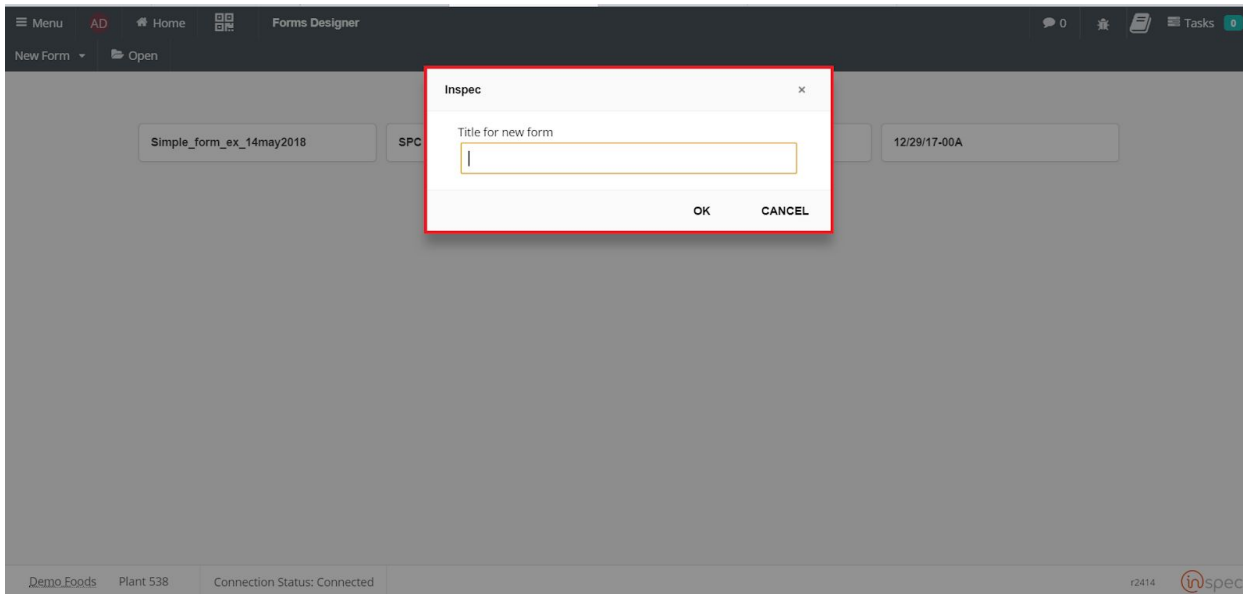 Menu AD Home Forms Designer 0 Tasks 0
New Form Open
Inspec ×
Title for new form
Simple_form_ex_14may2018 SPC 12/29/17-00A
OK CANCEL
Demo Foods Plant 538 Connection Status: Connected r2414 inspec